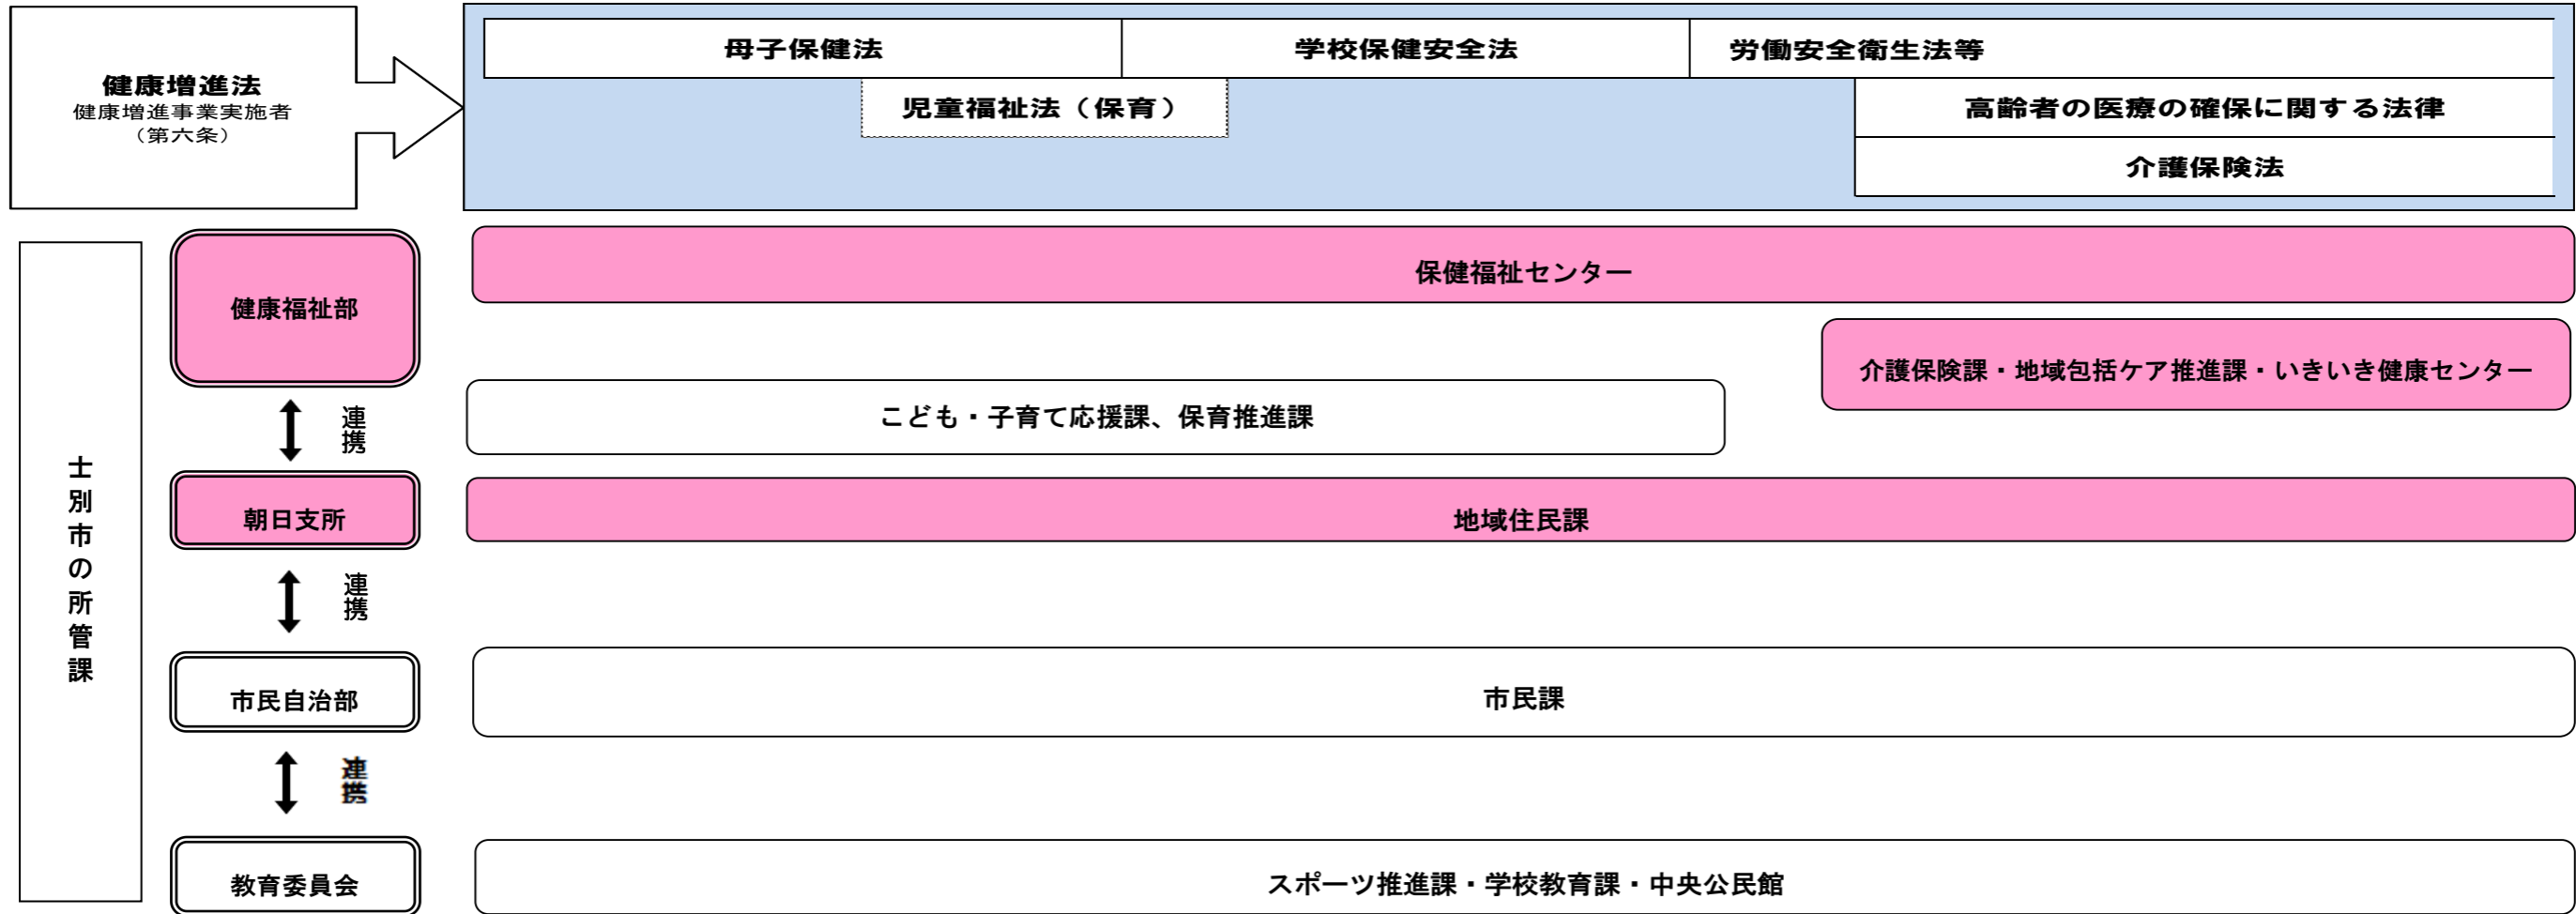 健康増進法
健康増進事業実施者
（第六条）
母子保健法
学校保健安全法
労働安全衛生法等
児童福祉法（保育）
高齢者の医療の確保に関する法律
介護保険法
士別市の所管課
健康福祉部
保健福祉センター
介護保険課・地域包括ケア推進課・いきいき健康センター
こども・子育て応援課、保育推進課
連携
朝日支所
地域住民課
連携
市民自治部
市民課
連携
教育委員会
スポーツ推進課・学校教育課・中央公民館